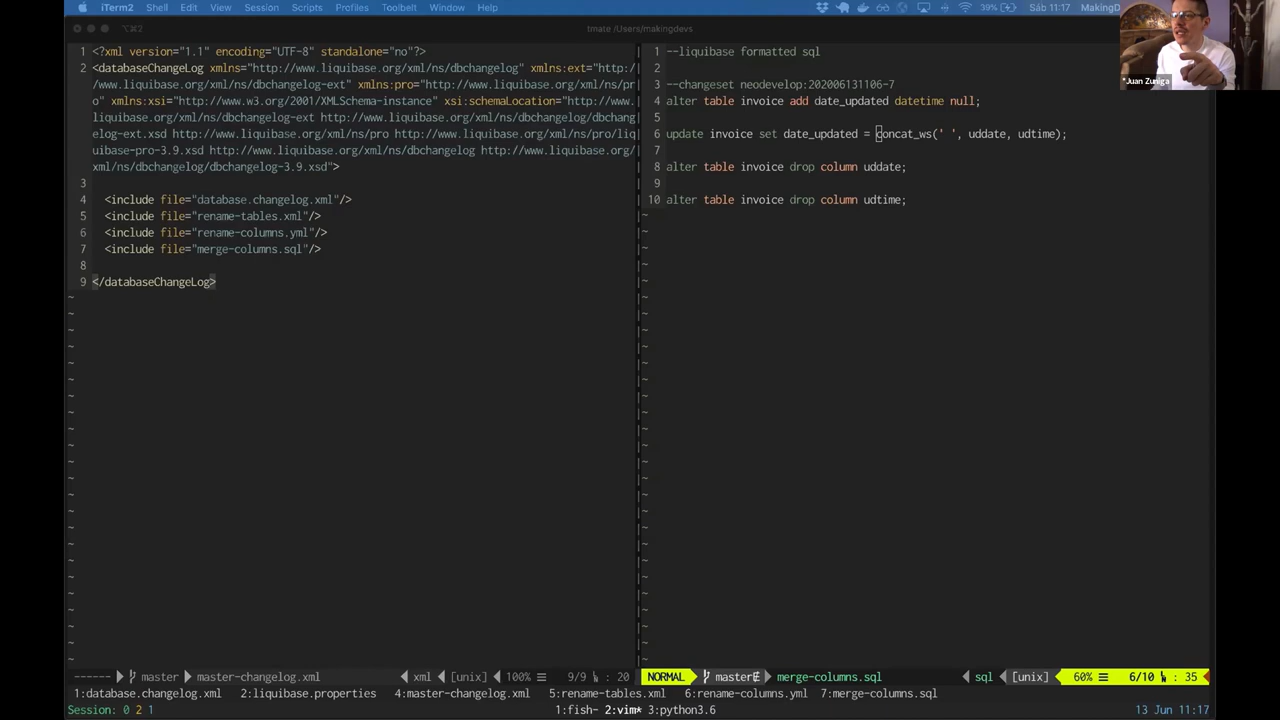 iTerm2 Shell Edit View Session Scripts Profiles Toolbelt Window Help 39% Sáb 11:17 MakingD
⌥⌘2 tmate /Users/makingdevs
*Juan Zuniga
1 <?xml version="1.1" encoding="UTF-8" standalone="no"?>
2 <databaseChangeLog xmlns="http://www.liquibase.org/xml/ns/dbchangelog" xmlns:ext="http:/
/www.liquibase.org/xml/ns/dbchangelog-ext" xmlns:pro="http://www.liquibase.org/xml/ns/pr
o" xmlns:xsi="http://www.w3.org/2001/XMLSchema-instance" xsi:schemaLocation="http://www.
liquibase.org/xml/ns/dbchangelog-ext http://www.liquibase.org/xml/ns/dbchangelog/dbchang
elog-ext.xsd http://www.liquibase.org/xml/ns/pro http://www.liquibase.org/xml/ns/pro/liq
uibase-pro-3.9.xsd http://www.liquibase.org/xml/ns/dbchangelog http://www.liquibase.org/
xml/ns/dbchangelog/dbchangelog-3.9.xsd">
3
4 <include file="database.changelog.xml"/>
5 <include file="rename-tables.xml"/>
6 <include file="rename-columns.yml"/>
7 <include file="merge-columns.sql"/>
8
9 </databaseChangeLog>
1 --liquibase formatted sql
2
3 --changeset neodevelop:202006131106-7
4 alter table invoice add date_updated datetime null;
5
6 update invoice set date_updated = concat_ws(' ', uddate, udtime);
7
8 alter table invoice drop column uddate;
9
10 alter table invoice drop column udtime;
------ master master-changelog.xml xml [unix] 100% 9/9 : 20
NORMAL master merge-columns.sql sql [unix] 60% 6/10 : 35
1:database.changelog.xml 2:liquibase.properties 4:master-changelog.xml 5:rename-tables.xml 6:rename-columns.yml 7:merge-columns.sql
Session: 0 2 1 1:fish- 2:vim* 3:python3.6 13 Jun 11:17